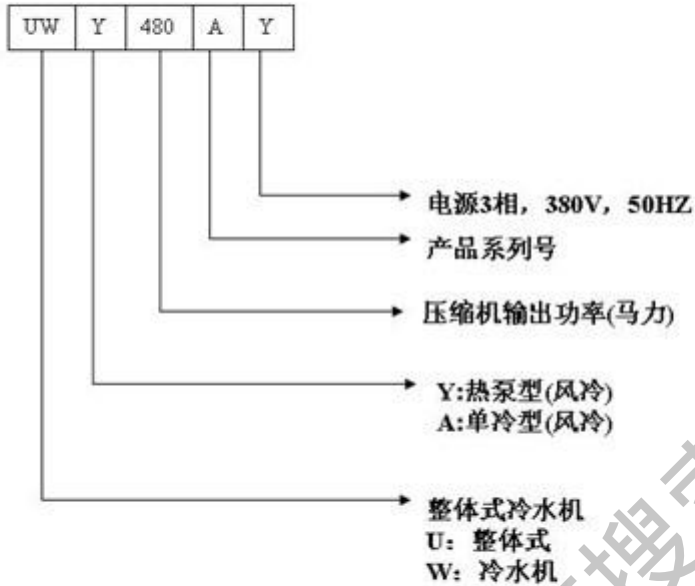 UW Y 480 A Y
电源3相，380V，50HZ
产品系列号
压缩机输出功率(马力)
Y:热泵型(风冷)
A:单冷型(风冷)
整体式冷水机
U：整体式
W：冷水机